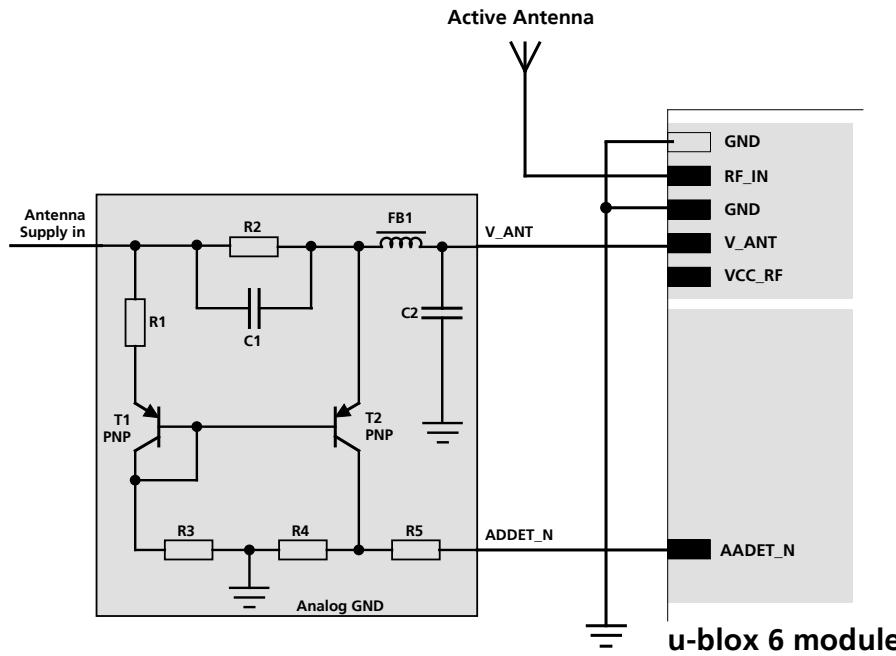 Active Antenna
GND
RF_IN
GND
V_ANT
VCC_RF
Antenna
Supply in
R2
FB1
V_ANT
R1
C1
C2
T1
PNP
T2
PNP
R3
R4
R5
ADDET_N
AADET_N
Analog GND
u-blox 6 module